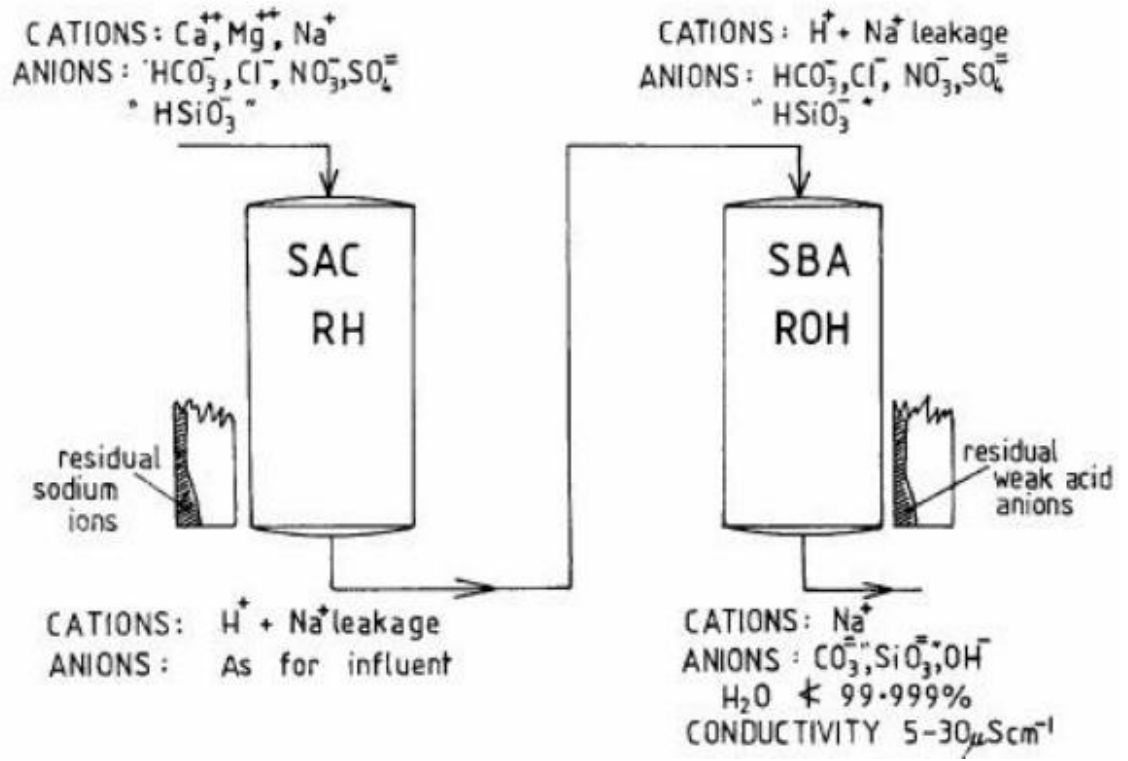 CATIONS: Ca⁺⁺, Mg⁺⁺, Na⁺
ANIONS: HCO₃⁻, Cl⁻, NO₃⁻, SO₄⁼
" HSiO₃⁻ "
CATIONS: H⁺ + Na⁺ leakage
ANIONS: HCO₃⁻, Cl⁻, NO₃⁻, SO₄⁼
" HSiO₃⁻ "
SAC
RH
SBA
ROH
residual
sodium
ions
residual
weak acid
anions
CATIONS: H⁺ + Na⁺ leakage
ANIONS: As for influent
CATIONS: Na⁺
ANIONS: CO₃⁼, "SiO₃⁼", OH⁻
H₂O ≮ 99·999%
CONDUCTIVITY 5-30μScm⁻¹